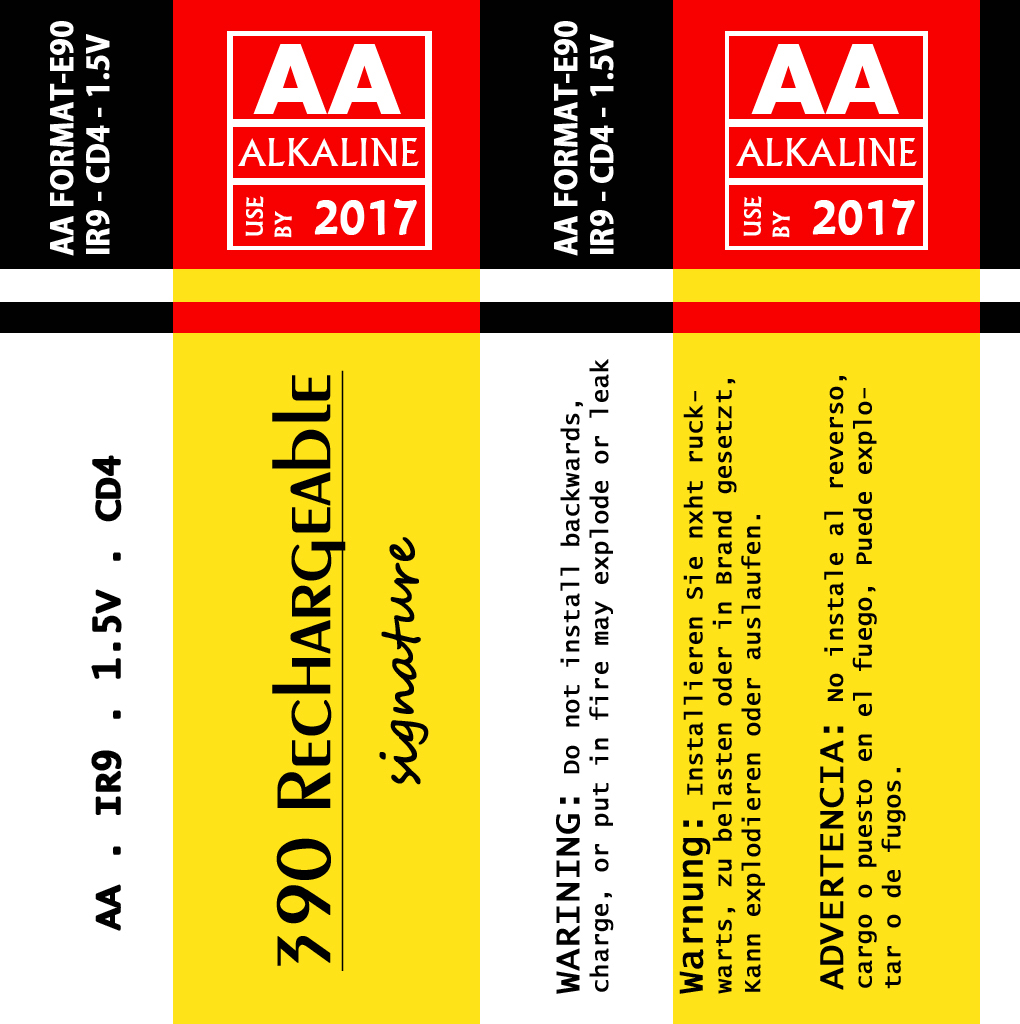 AA FORMAT-E90
IR9 - CD4 - 1.5V
AA
ALKALINE
USE
BY
2017
AA FORMAT-E90
IR9 - CD4 - 1.5V
AA
ALKALINE
USE
BY
2017
AA . IR9 . 1.5V . CD4
390 RECHARGEAblE
signature
WARINING: Do not install backwards,
charge, or put in fire may explode or leak
Warnung: Installieren Sie nxht ruck-
warts, zu belasten oder in Brand gesetzt,
Kann explodieren oder auslaufen.
ADVERTENCIA: No instale al reverso,
cargo o puesto en el fuego, Puede explo-
tar o de fugos.